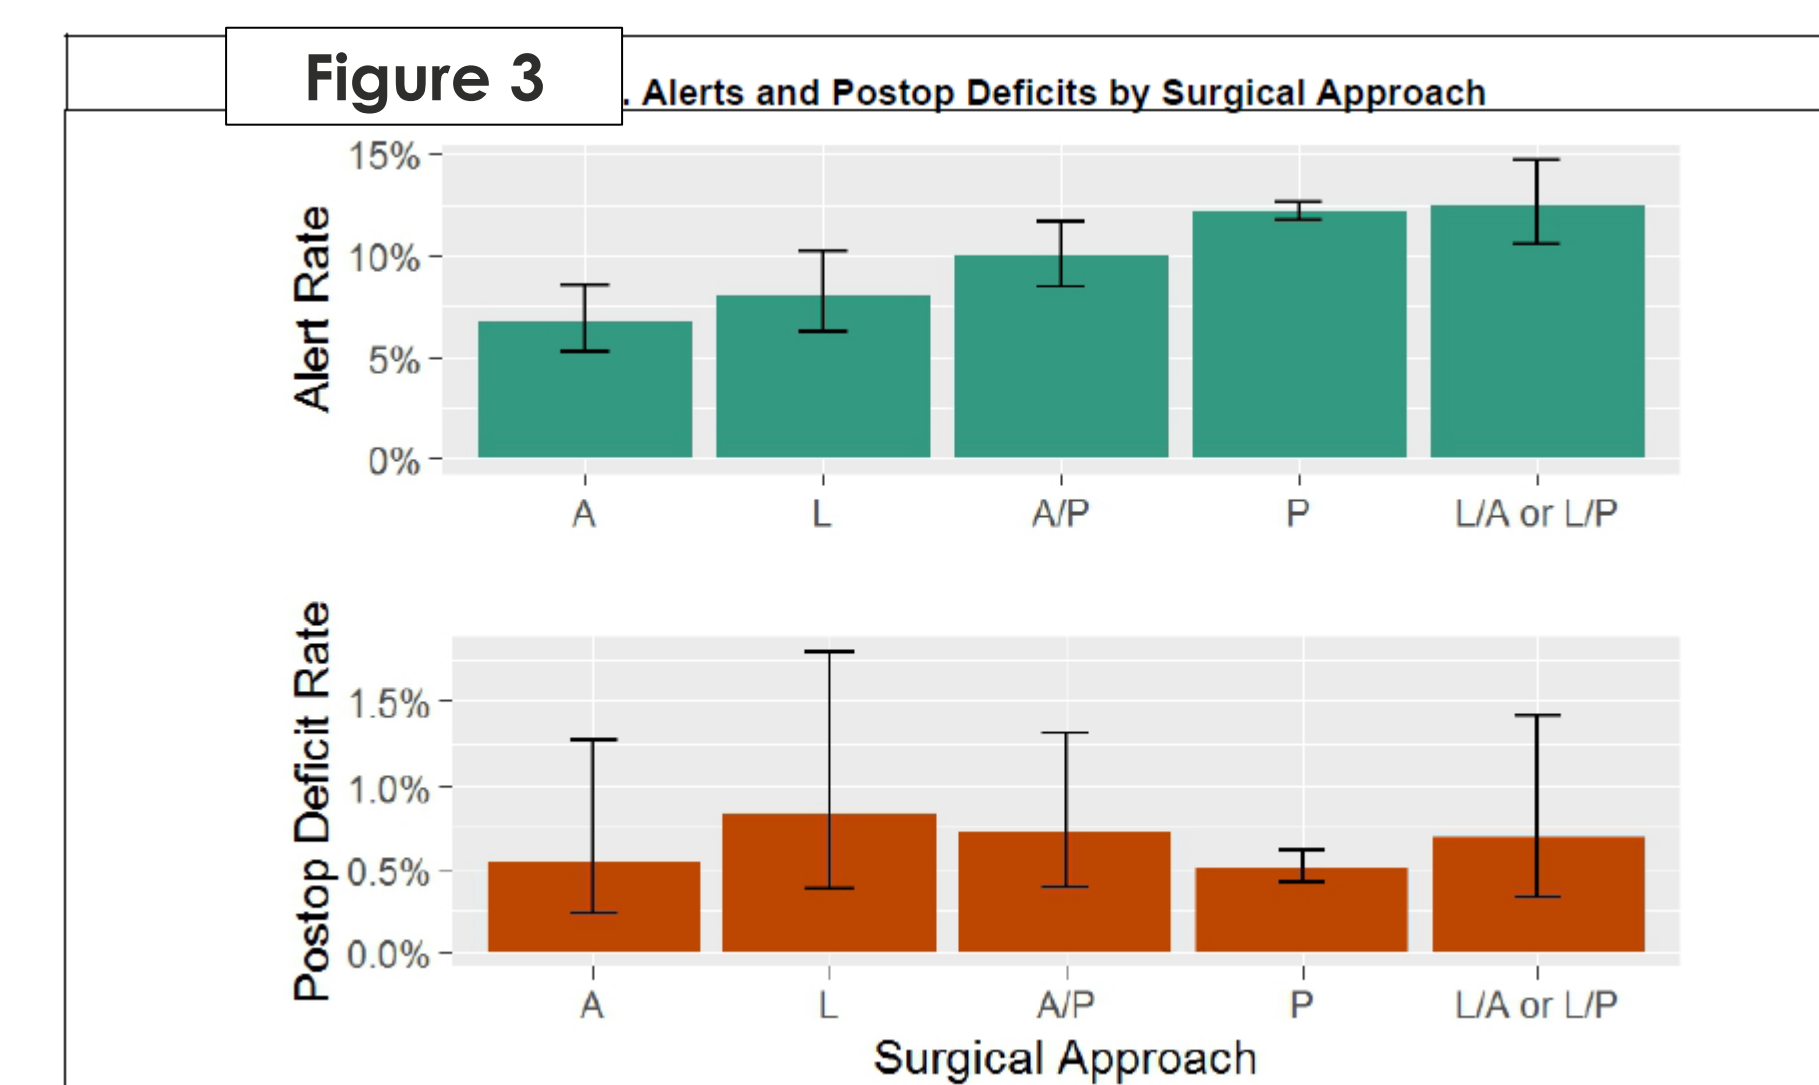 Figure 3
. Alerts and Postop Deficits by Surgical Approach
Alert Rate
15%
10%
5%
0%
A L A/P P L/A or L/P
Postop Deficit Rate
1.5%
1.0%
0.5%
0.0%
A L A/P P L/A or L/P
Surgical Approach